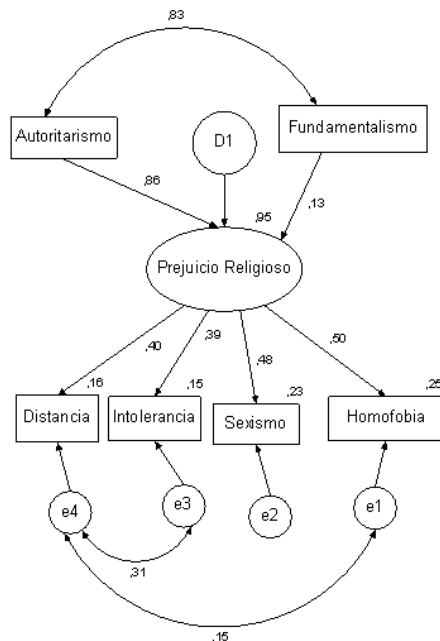 ,83
Autoritarismo
D1
Fundamentalismo
,86
,95
,13
Prejuicio Religioso
,40
,39
,48
,50
,16
,15
,23
,25
Distancia
Intolerancia
Sexismo
Homofobia
e4
e3
e2
e1
,31
,15